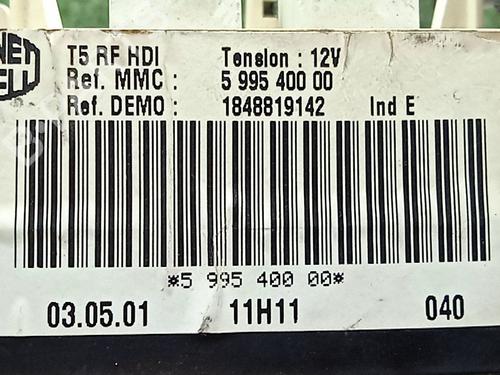 T5 RF HDI Tension : 12V
Ref. MMC : 5 995 400 00
Ref. DEMO : 1848819142 Ind E
*5 995 400 00*
03.05.01 11H11 040